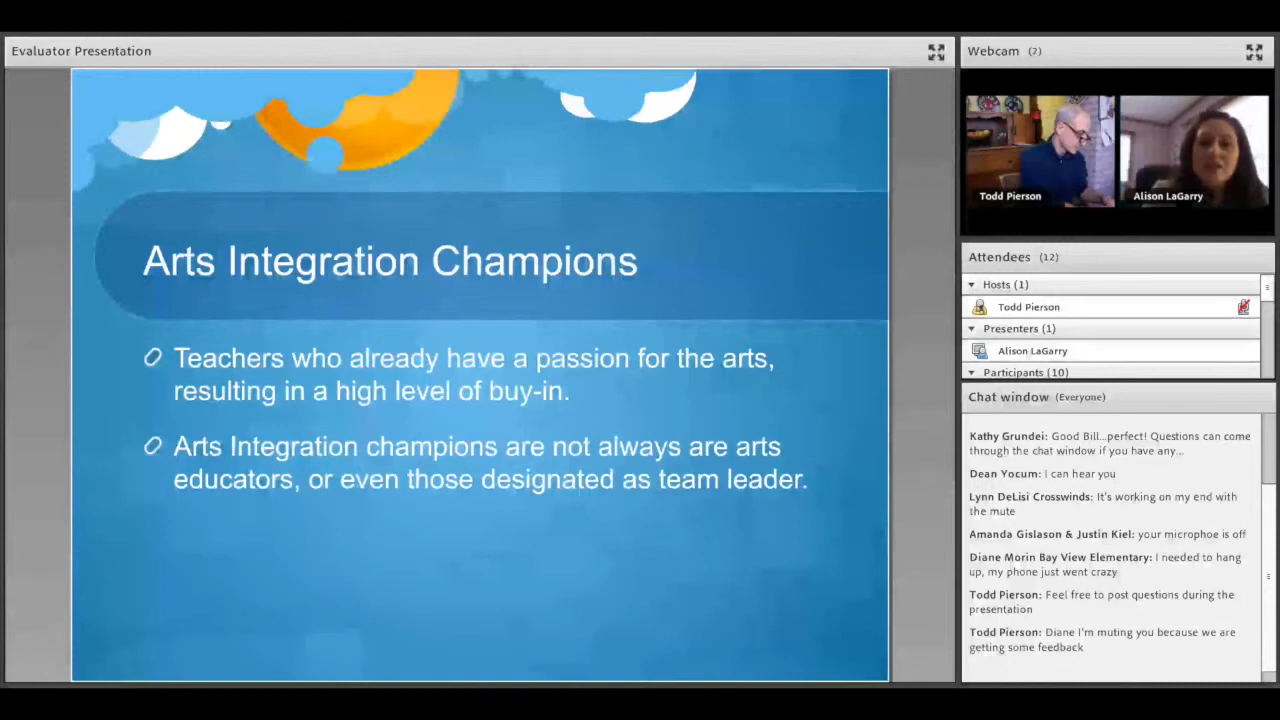 Evaluator Presentation
Arts Integration Champions
Teachers who already have a passion for the arts,
resulting in a high level of buy-in.
Arts Integration champions are not always are arts
educators, or even those designated as team leader.
Webcam (2)
Todd Pierson
Alison LaGarry
Attendees (12)
Hosts (1)
Todd Pierson
Presenters (1)
Alison LaGarry
Participants (10)
Chat window (Everyone)
Kathy Grundei: Good Bill...perfect! Questions can come
through the chat window if you have any...
Dean Yocum: I can hear you
Lynn DeLisi Crosswinds: It's working on my end with
the mute
Amanda Gislason & Justin Kiel: your microphoe is off
Diane Morin Bay View Elementary: I needed to hang
up, my phone just went crazy
Todd Pierson: Feel free to post questions during the
presentation
Todd Pierson: Diane I'm muting you because we are
getting some feedback